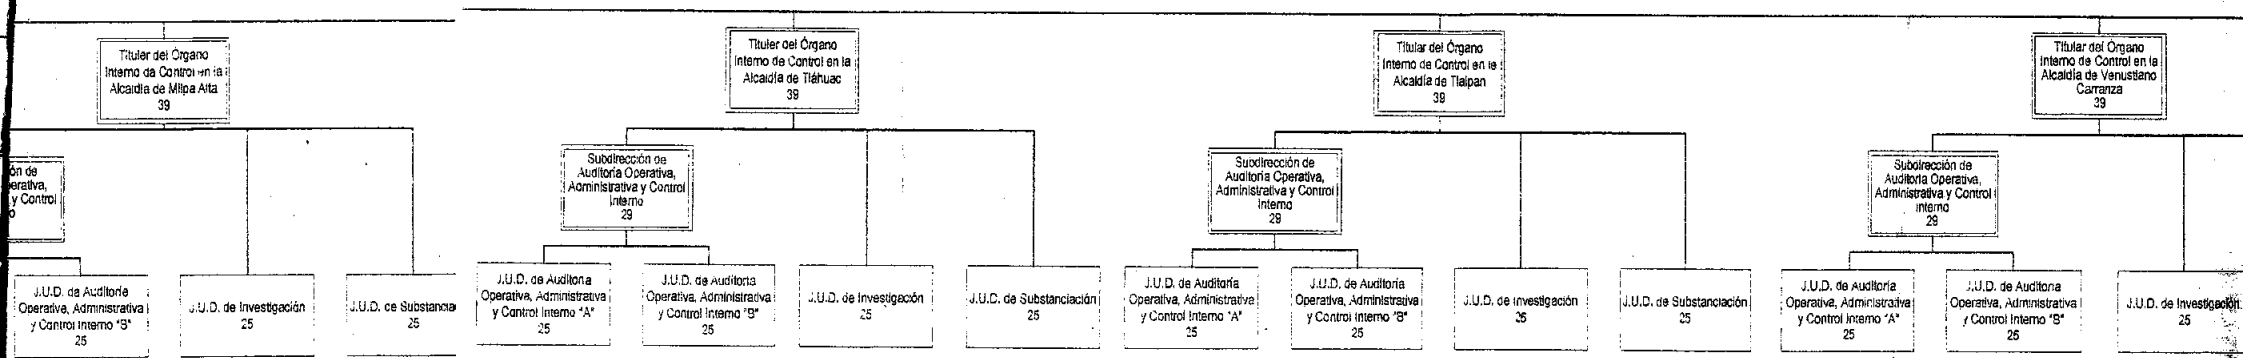 Titular del Órgano
Interno de Control en la
Alcaldía de Milpa Alta
39
ón de
erativa,
y Control
o
J.U.D. de Auditoría
Operativa, Administrativa
y Control Interno "B"
25
J.U.D. de Investigación
25
J.U.D. de Substancia
25
Titular del Órgano
Interno de Control en la
Alcaldía de Tláhuac
39
Subdirección de
Auditoría Operativa,
Administrativa y Control
Interno
29
J.U.D. de Auditoría
Operativa, Administrativa
y Control Interno "A"
25
J.U.D. de Auditoría
Operativa, Administrativa
y Control Interno "B"
25
J.U.D. de Investigación
25
J.U.D. de Substanciación
25
Titular del Órgano
Interno de Control en la
Alcaldía de Tlalpan
39
Subdirección de
Auditoría Operativa,
Administrativa y Control
Interno
29
J.U.D. de Auditoría
Operativa, Administrativa
y Control Interno "A"
25
J.U.D. de Auditoría
Operativa, Administrativa
y Control Interno "B"
25
J.U.D. de Investigación
25
J.U.D. de Substanciación
25
Titular del Órgano
Interno de Control en la
Alcaldía de Venustiano
Carranza
39
Subdirección de
Auditoría Operativa,
Administrativa y Control
Interno
29
J.U.D. de Auditoría
Operativa, Administrativa
y Control Interno "A"
25
J.U.D. de Auditoría
Operativa, Administrativa
y Control Interno "B"
25
J.U.D. de Investigación
25